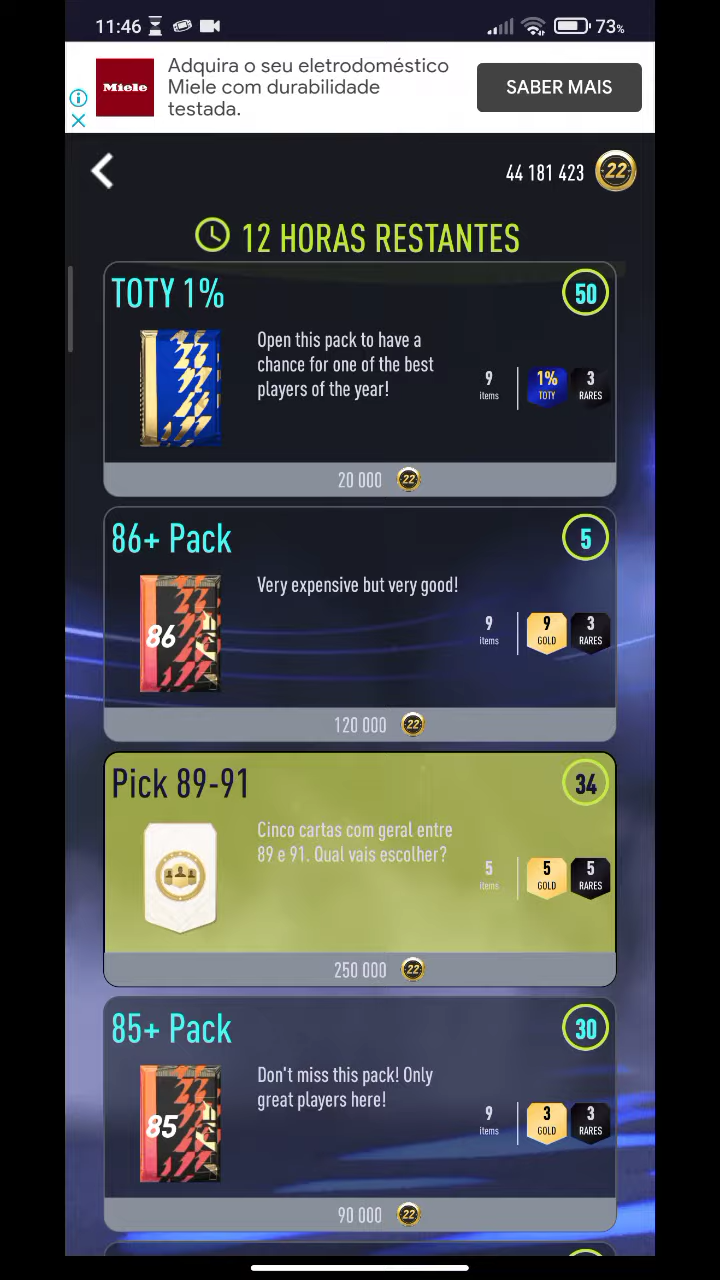 11:46
73%
Miele
Adquira o seu eletrodoméstico
Miele com durabilidade
testada.
SABER MAIS
44 181 423
22
12 HORAS RESTANTES
TOTY 1%
50
Open this pack to have a
chance for one of the best
players of the year!
9
items
1%
TOTY
3
RARES
20 000
22
86+ Pack
5
86
Very expensive but very good!
9
items
9
GOLD
3
RARES
120 000
22
Pick 89-91
34
Cinco cartas com geral entre
89 e 91. Qual vais escolher?
5
items
5
GOLD
5
RARES
250 000
22
85+ Pack
30
85
Don't miss this pack! Only
great players here!
9
items
3
GOLD
3
RARES
90 000
22